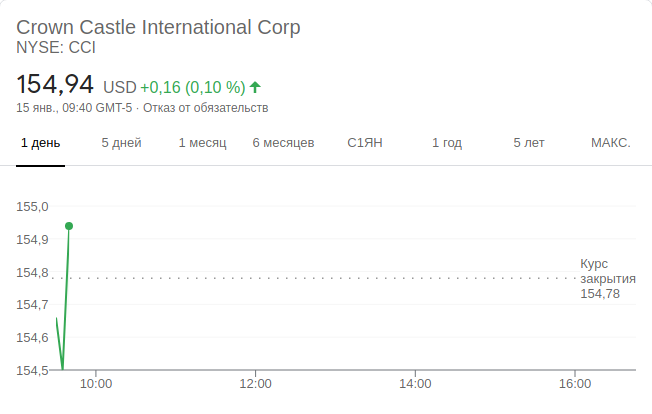 Crown Castle International Corp
NYSE: CCI
154,94 USD +0,16 (0,10 %)
15 янв., 09:40 GMT-5 · Отказ от обязательств
1 день 5 дней 1 месяц 6 месяцев С1ЯН 1 год 5 лет МАКС.
155,0
154,9
154,8
154,7
154,6
154,5
Курс
закрытия
154,78
10:00 12:00 14:00 16:00